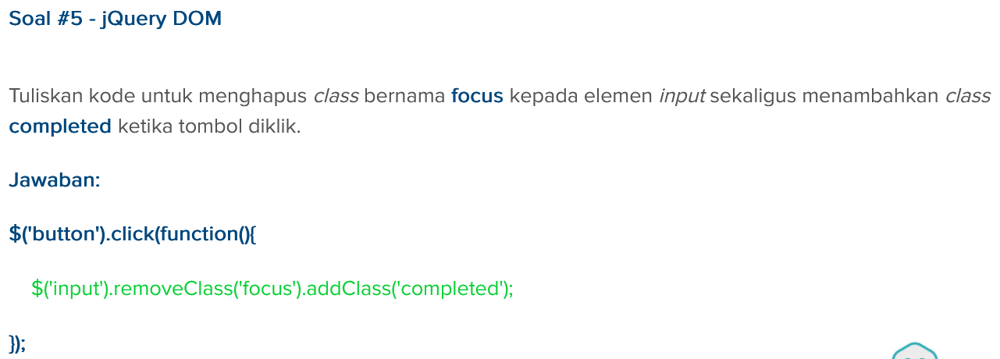 Soal #5 - jQuery DOM
Tuliskan kode untuk menghapus class bernama focus kepada elemen input sekaligus menambahkan class
completed ketika tombol diklik.
Jawaban:
$('button').click(function(){
$('input').removeClass('focus').addClass('completed');
});